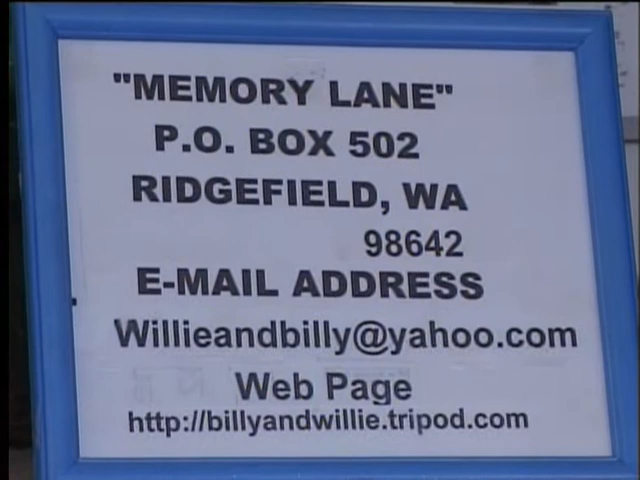 "MEMORY LANE"
P.O. BOX 502
RIDGEFIELD, WA
98642
E-MAIL ADDRESS
Willieandbilly@yahoo.com
Web Page
http://billyandwillie.tripod.com